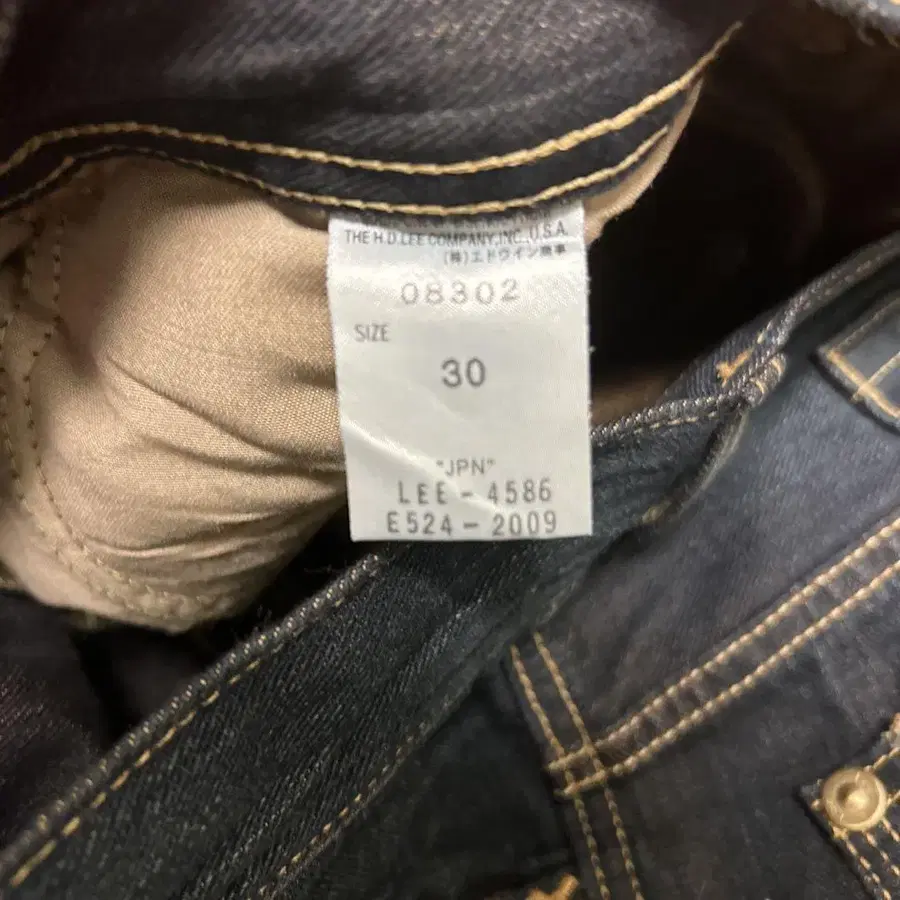 THE H.D.LEE COMPANY,INC.,U.S.A.
(株)エドウイン商事
08302
SIZE
30
"JPN"
LEE-4586
E524-2009